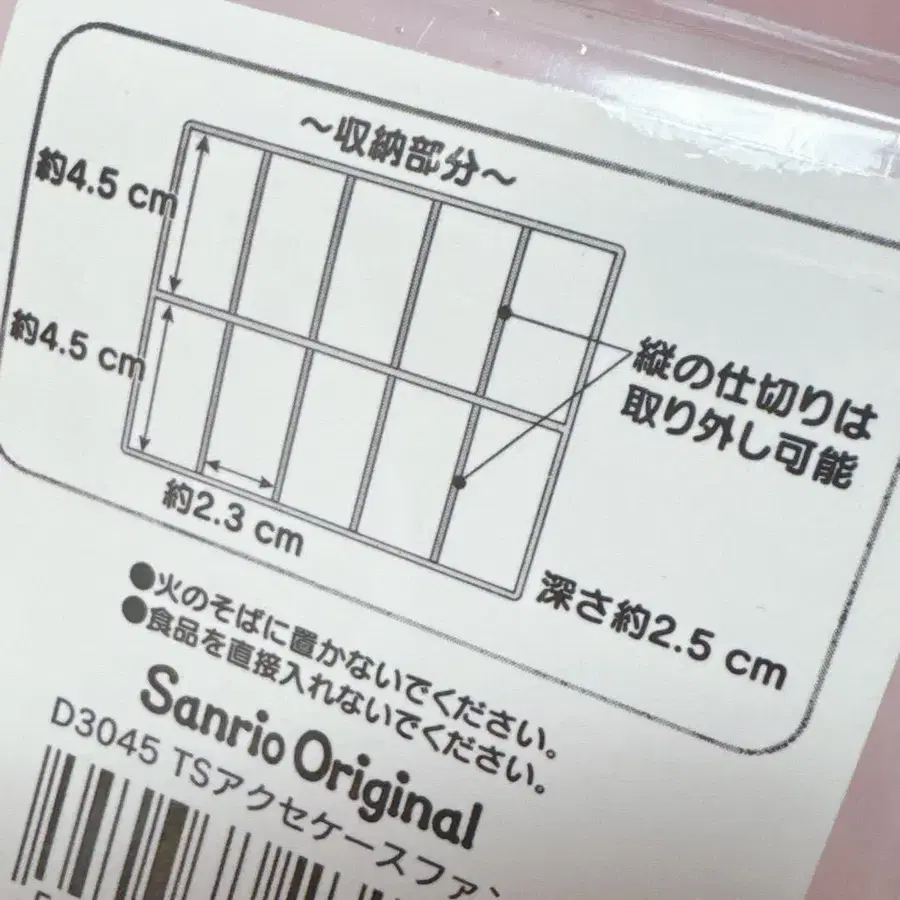 ～収納部分～
約4.5 cm
約4.5 cm
約2.3 cm
縦の仕切りは
取り外し可能
深さ約2.5 cm
●火のそばに置かないでください。
●食品を直接入れないでください。
Sanrio Original
D3045 TSアクセケースファ